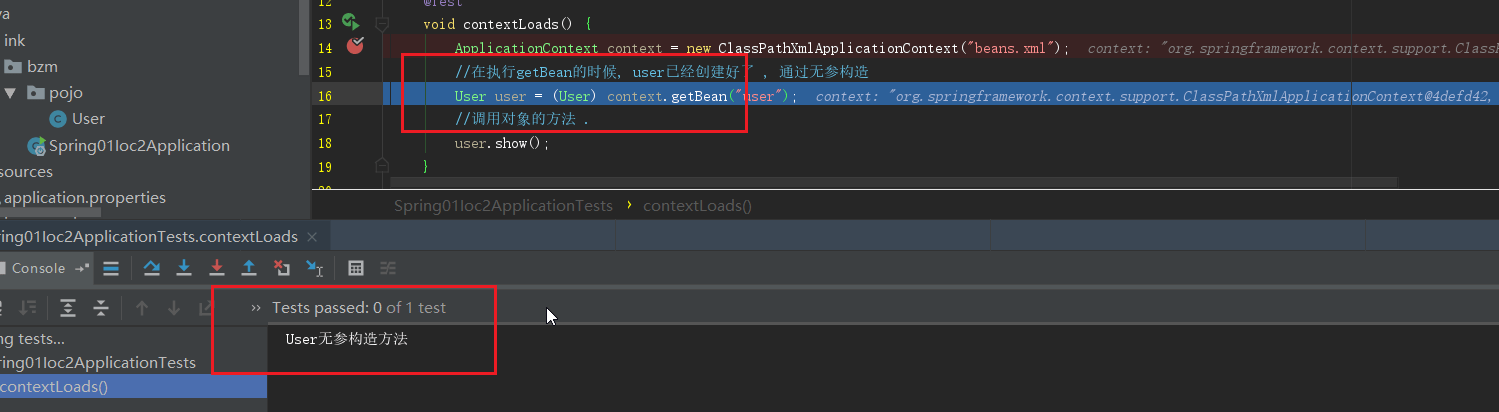 12 @Test
va
13 void contextLoads() {
ink
14 ApplicationContext context = new ClassPathXmlApplicationContext("beans.xml"); context: "org.springframework.context.support.ClassP
bzm
15 //在执行getBean的时候, user已经创建好了 , 通过无参构造
pojo
16 User user = (User) context.getBean("user"); context: "org.springframework.context.support.ClassPathXmlApplicationContext@4defd42,
User
17 //调用对象的方法 .
Spring01Ioc2Application
18 user.show();
sources
19 }
application.properties
Spring01Ioc2ApplicationTests › contextLoads()
ing01Ioc2ApplicationTests.contextLoads ×
Console
» Tests passed: 0 of 1 test
ng tests...
User无参构造方法
ring01Ioc2ApplicationTests
contextLoads()